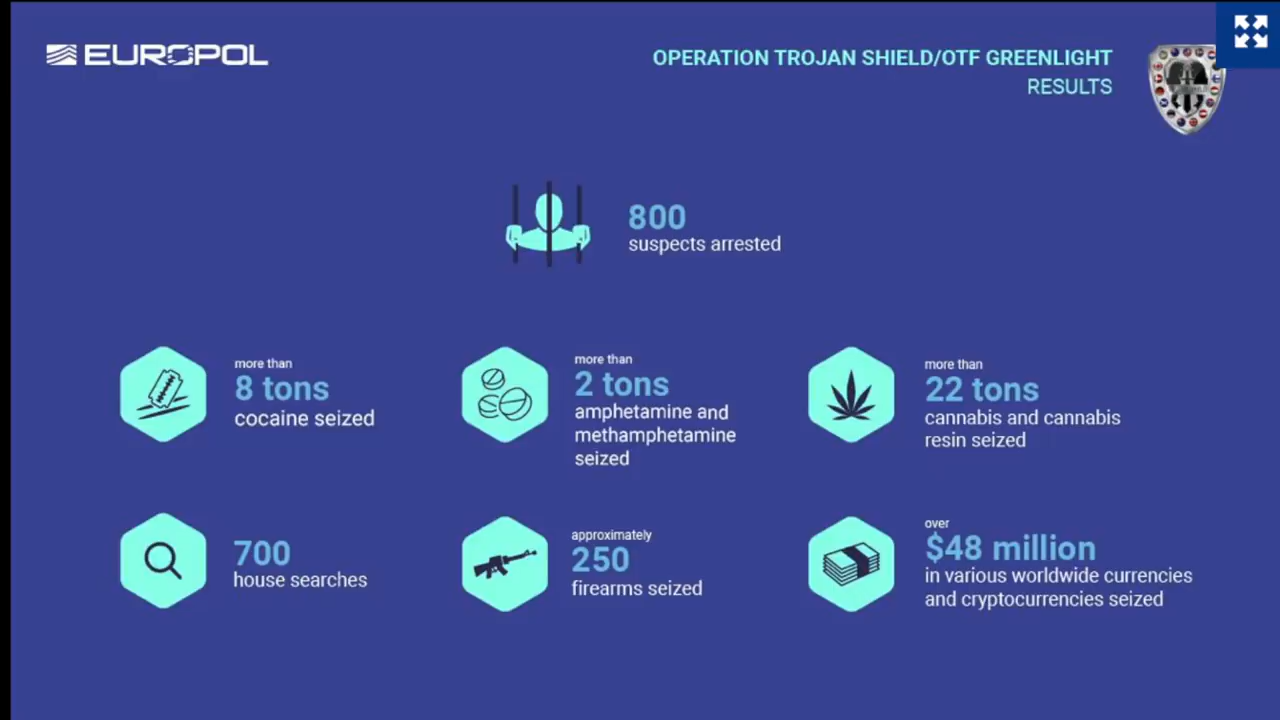 EUROPOL
OPERATION TROJAN SHIELD/OTF GREENLIGHT
RESULTS
800
suspects arrested
more than
8 tons
cocaine seized
more than
2 tons
amphetamine and
methamphetamine
seized
more than
22 tons
cannabis and cannabis
resin seized
700
house searches
approximately
250
firearms seized
over
$48 million
in various worldwide currencies
and cryptocurrencies seized